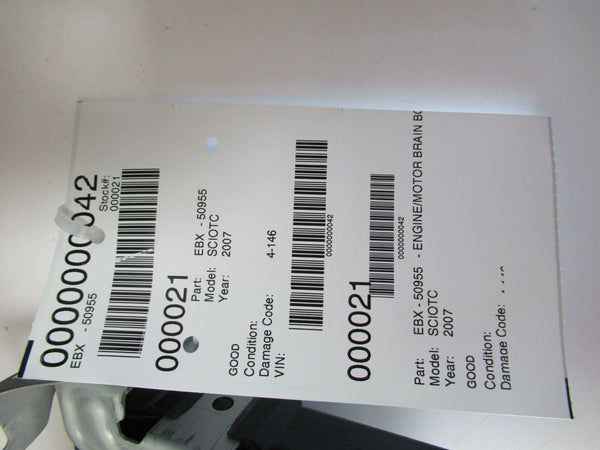 0000000042
EBX - 50955
Stock#:
000021
000021
Part: EBX - 50955
Model: SCIOTC
Year: 2007
GOOD
Condition:
Damage Code: 4-146
VIN:
0000000042
000021
0000000042
Part: EBX - 50955 - ENGINE/MOTOR BRAIN
Model: SCIOTC
Year: 2007
GOOD
Condition:
Damage Code: